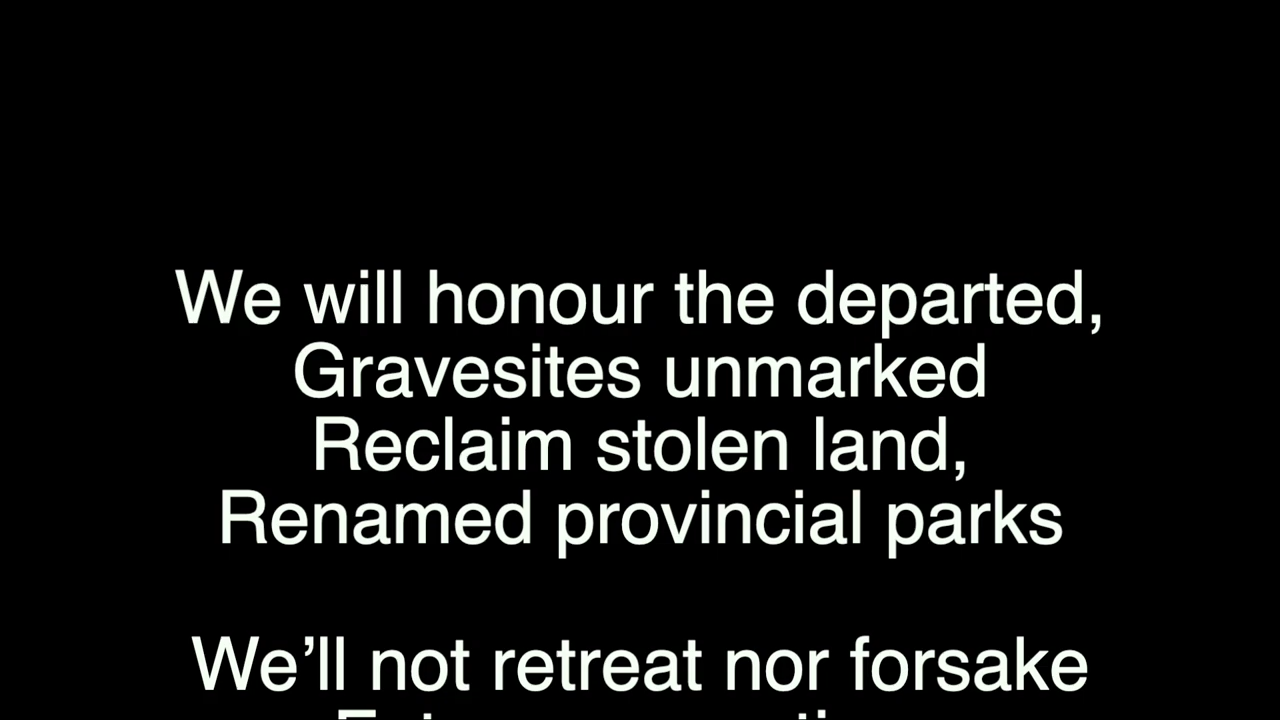 We will honour the departed,
Gravesites unmarked
Reclaim stolen land,
Renamed provincial parks
We’ll not retreat nor forsake